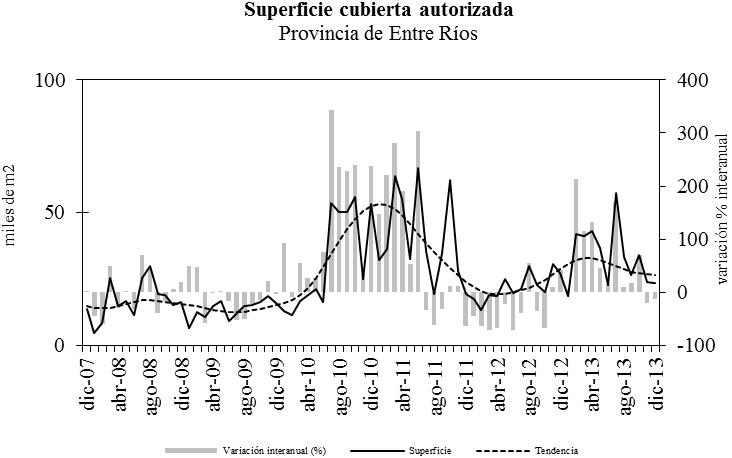 Superficie cubierta autorizada
Provincia de Entre Ríos
100
50
0
miles de m2
400
300
200
100
0
-100
variación % interanual
dic-07
abr-08
ago-08
dic-08
abr-09
ago-09
dic-09
abr-10
ago-10
dic-10
abr-11
ago-11
dic-11
abr-12
ago-12
dic-12
abr-13
ago-13
dic-13
Variación interanual (%)
Superficie
Tendencia